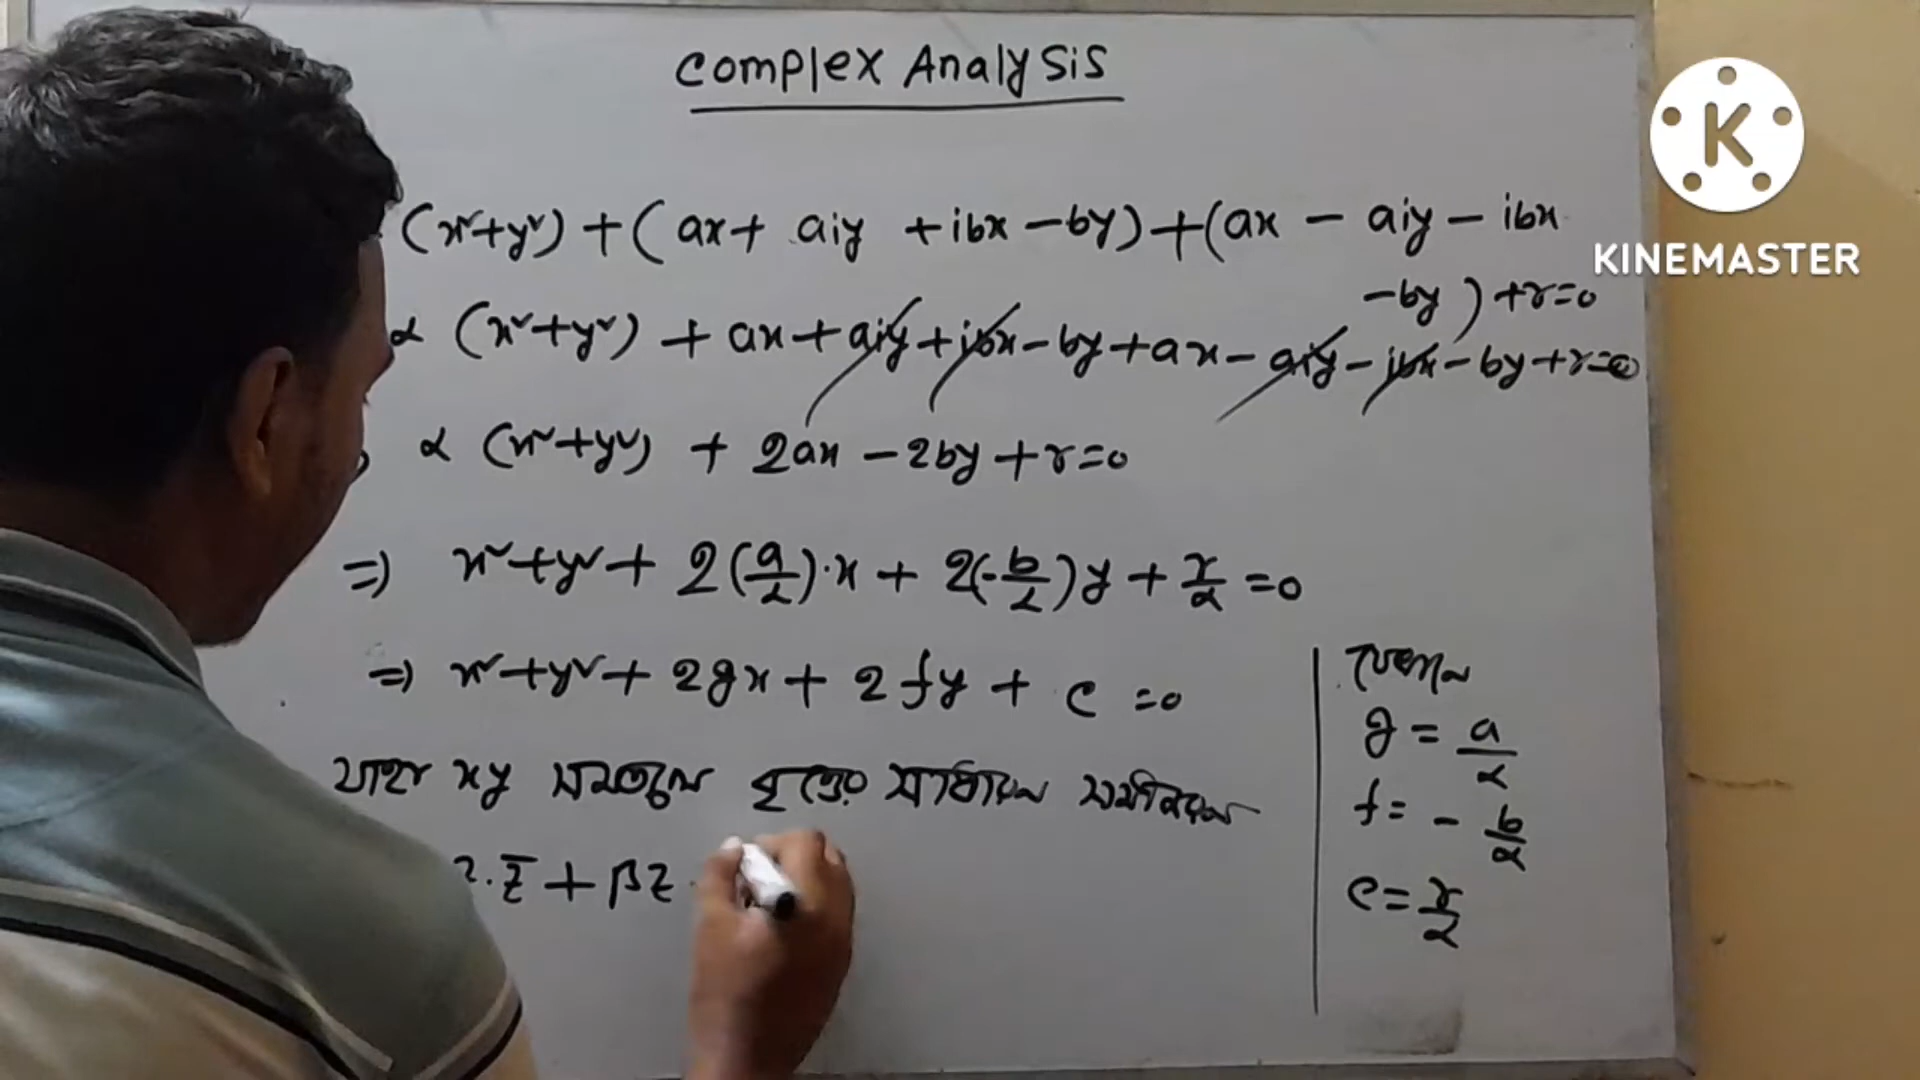 Complex Analysis
(x²+y²) + (ax + aiy + ibx - by) + (ax - aiy - ibx
- by) + r = 0
α (x²+y²) + ax + aiy + ibx - by + ax - aiy - ibx - by + r = 0
α (x²+y²) + 2ax - 2by + r = 0
⇒ x²+y² + 2(a/α)·x + 2(-b/α)y + r/α = 0
⇒ x²+y² + 2gx + 2fy + c = 0
যাহা xy সমতলে বৃত্তের সাধারন সমীকরন
z·z̄ + βz
যেখানে
g = a/α
f = - b/α
c = r/α
K
KINEMASTER